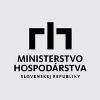 MINISTERSTVO
HOSPODÁRSTVA
SLOVENSKEJ REPUBLIKY